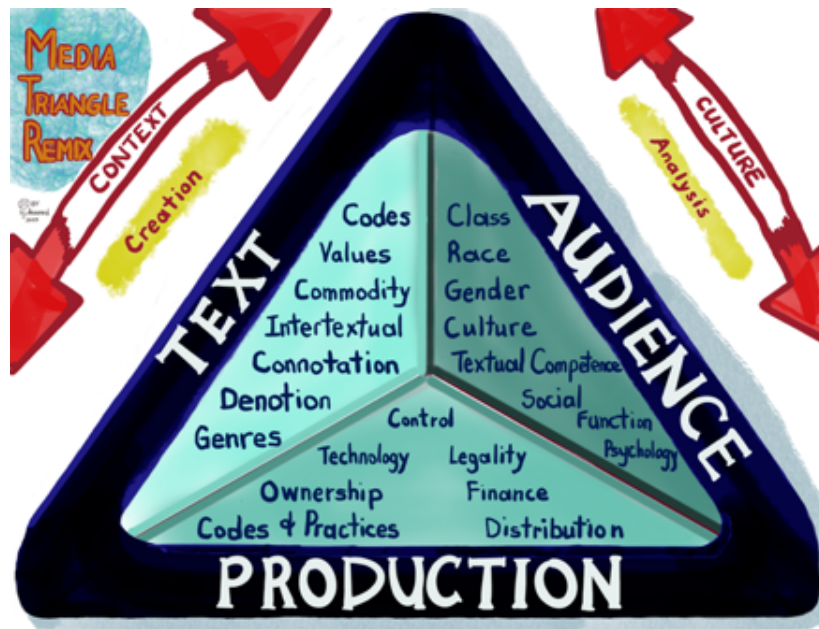 MEDIA
TRIANGLE
REMIX
CONTEXT
Creation
CULTURE
Analysis
TEXT
Codes
Values
Commodity
Intertextual
Connotation
Denotion
Genres
AUDIENCE
Class
Race
Gender
Culture
Textual Competence
Social
Function
Psychology
Control
Technology Legality
Ownership Finance
Codes & Practices Distribution
PRODUCTION